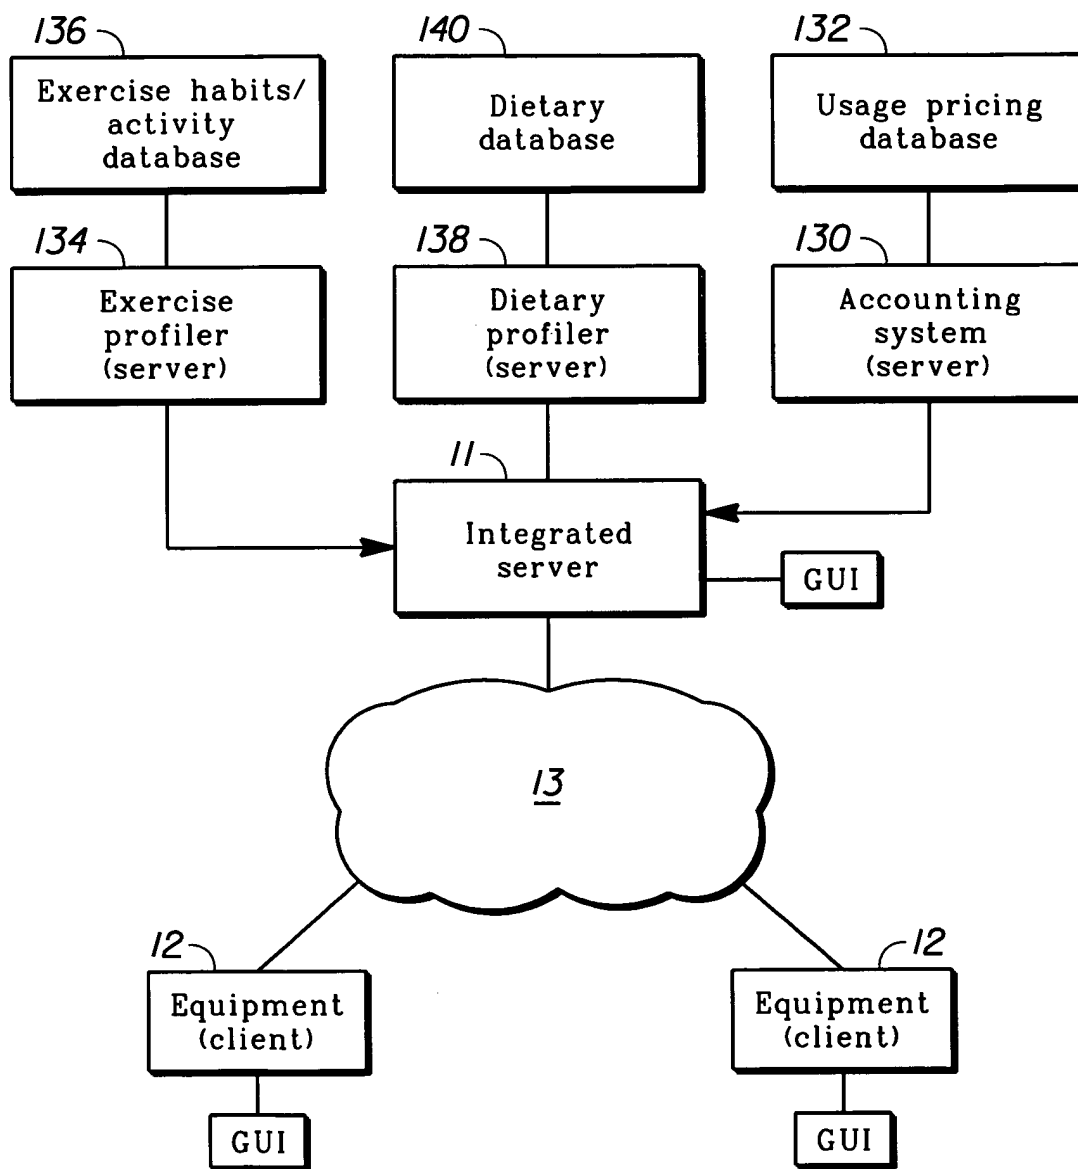 136
140
132
Exercise habits/
activity
database
Dietary
database
Usage pricing
database
134
138
130
Exercise
profiler
(server)
Dietary
profiler
(server)
Accounting
system
(server)
11
Integrated
server
GUI
13
12
12
Equipment
(client)
Equipment
(client)
GUI
GUI